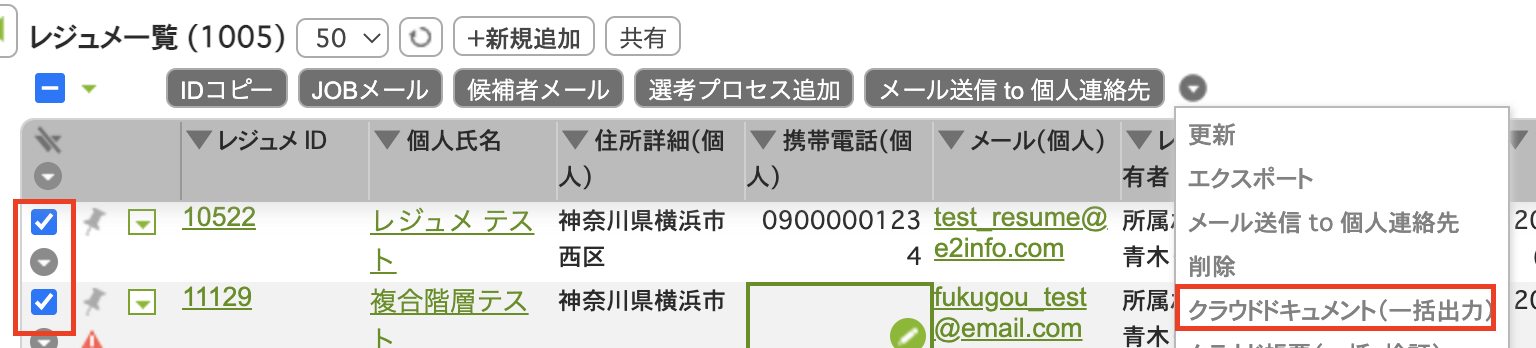 レジュメ一覧 (1005) 50 +新規追加 共有
IDコピー JOBメール 候補者メール 選考プロセス追加 メール送信 to 個人連絡先
レジュメ ID 個人氏名 住所詳細(個 携帯電話(個 メール(個人) レ
人) 人) 有者
更新
エクスポート
メール送信 to 個人連絡先
削除
クラウドドキュメント(一括出力)
10522 レジュメ テス 神奈川県横浜市 0900000123 test_resume@ 所属
ト 西区 4 e2info.com 青木
11129 複合階層テス 神奈川県横浜市 fukugou_test 所属
ト @email.com 青木